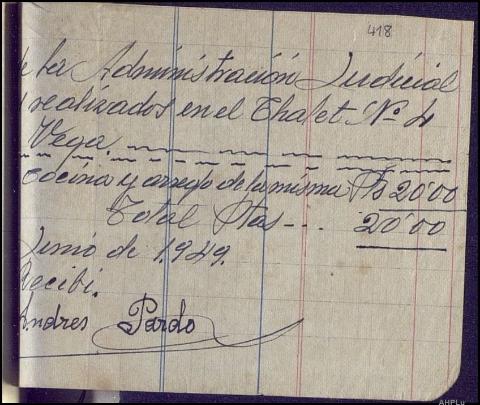 418
de la Administración Judicial
realizados en el Chalet Nº 4
Vega.
Cocina y arreglo de la misma Pts 20'00
Total Ptas --- 20'00
Junio de 1.949.
Recibí.
Andres Pardo
AHPLu